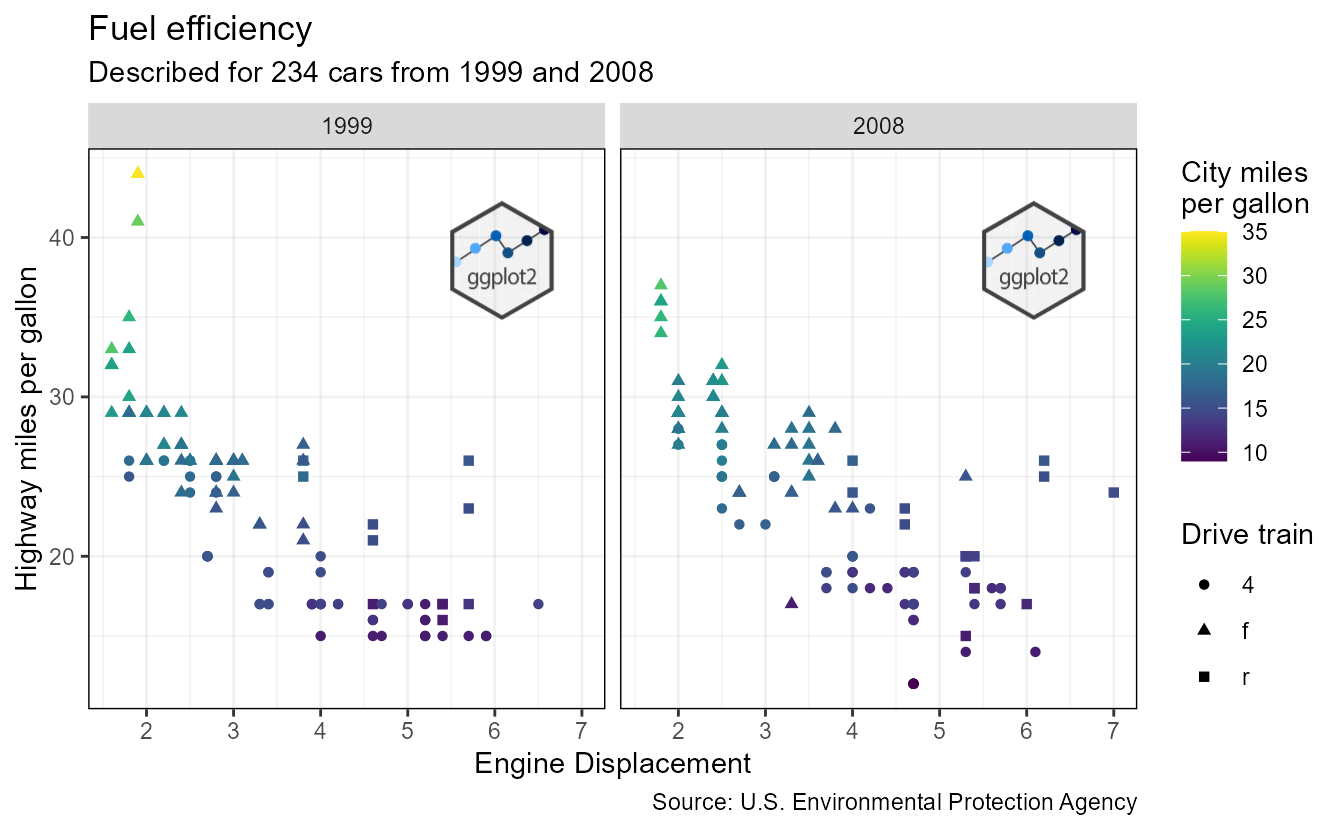 Fuel efficiency
Described for 234 cars from 1999 and 2008
1999
2008
ggplot2
ggplot2
Highway miles per gallon
40
30
20
2 3 4 5 6 7
2 3 4 5 6 7
Engine Displacement
Source: U.S. Environmental Protection Agency
City miles
per gallon
35
30
25
20
15
10
Drive train
4
f
r